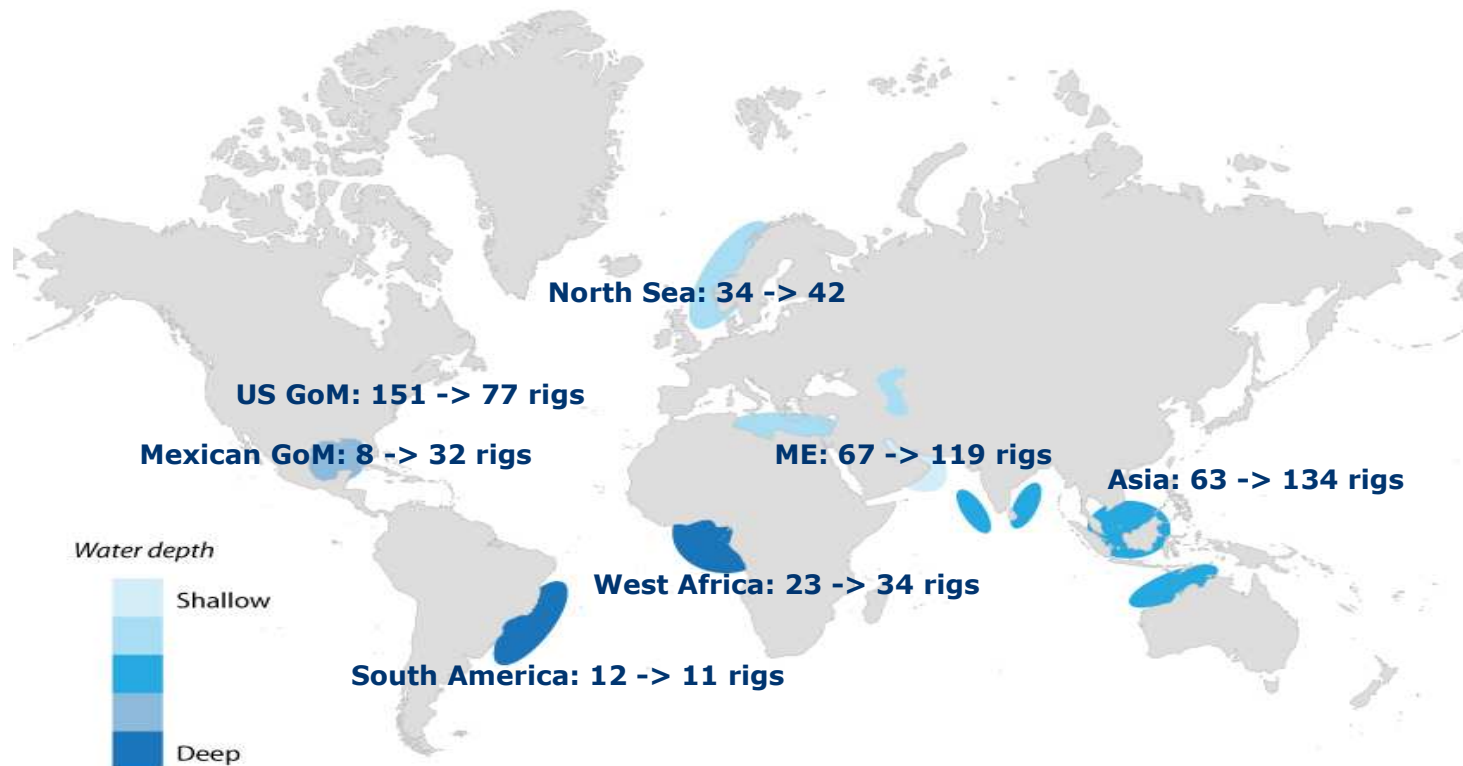 North Sea: 34 -> 42
US GoM: 151 -> 77 rigs
Mexican GoM: 8 -> 32 rigs
ME: 67 -> 119 rigs
Asia: 63 -> 134 rigs
West Africa: 23 -> 34 rigs
South America: 12 -> 11 rigs
Water depth
Shallow
Deep